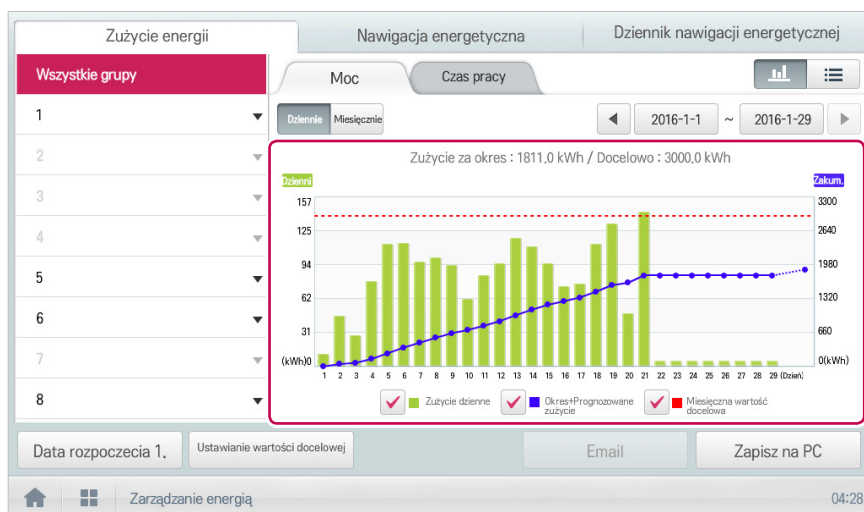 Zużycie energii
Nawigacja energetyczna
Dziennik nawigacji energetycznej
Wszystkie grupy
1
2
3
4
5
6
7
8
Moc
Czas pracy
Dziennie
Miesięcznie
2016-1-1 ~ 2016-1-29
Zużycie za okres : 1811,0 kWh / Docelowo : 3000,0 kWh
Dzienni
Zakum.
157
125
94
62
31
(kWh)0
3300
2640
1980
1320
660
0(kWh)
1 2 3 4 5 6 7 8 9 10 11 12 13 14 15 16 17 18 19 20 21 22 23 24 25 26 27 28 29 (Dzień)
Zużycie dzienne
Okres+Prognozowane
zużycie
Miesięczna wartość
docelowa
Data rozpoczecia 1.
Ustawianie wartości docelowej
Email
Zapisz na PC
Zarządzanie energią
04:28